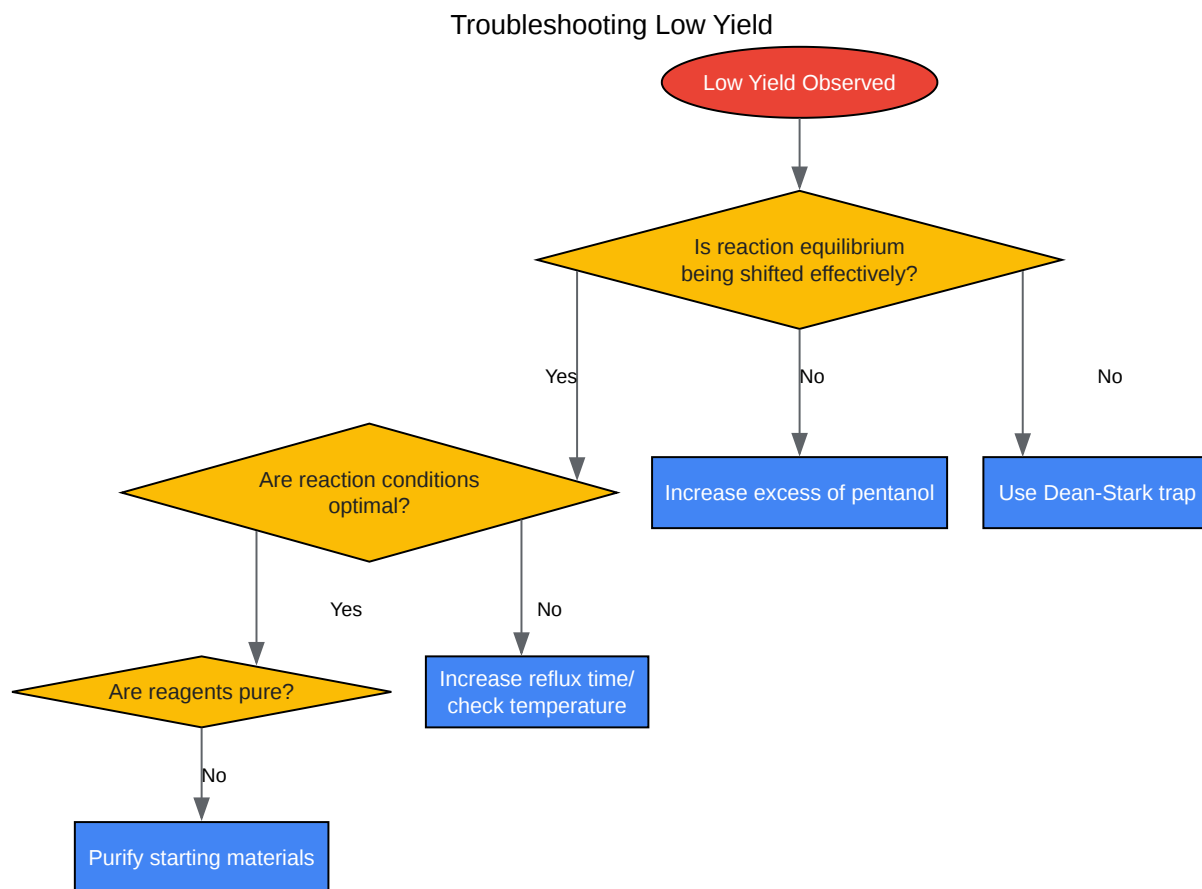 Troubleshooting Low Yield
Low Yield Observed
Is reaction equilibrium
being shifted effectively?
Yes
No
No
Are reaction conditions
optimal?
Increase excess of pentanol
Use Dean-Stark trap
Yes
No
Are reagents pure?
Increase reflux time/
check temperature
No
Purify starting materials